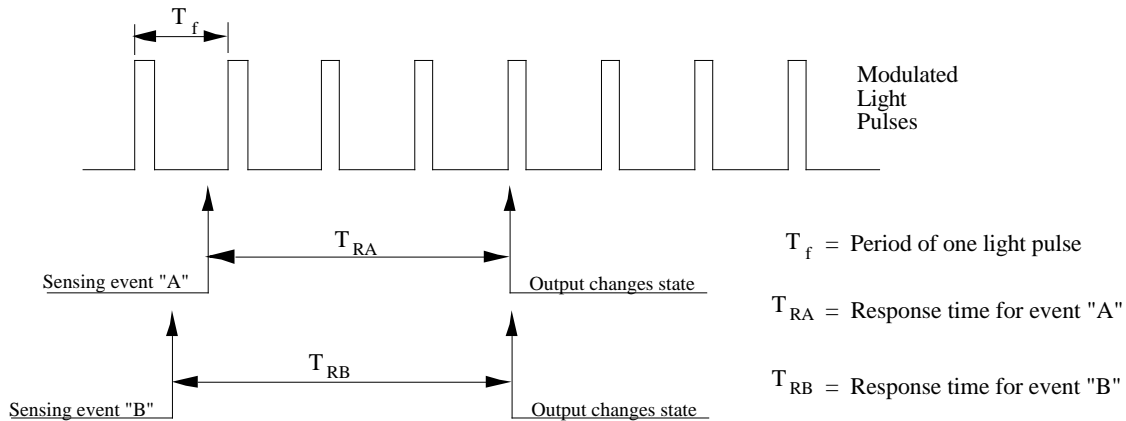 T f
Modulated
Light
Pulses
T RA
T f = Period of one light pulse
Sensing event "A"
Output changes state
T RA = Response time for event "A"
T RB
T RB = Response time for event "B"
Sensing event "B"
Output changes state